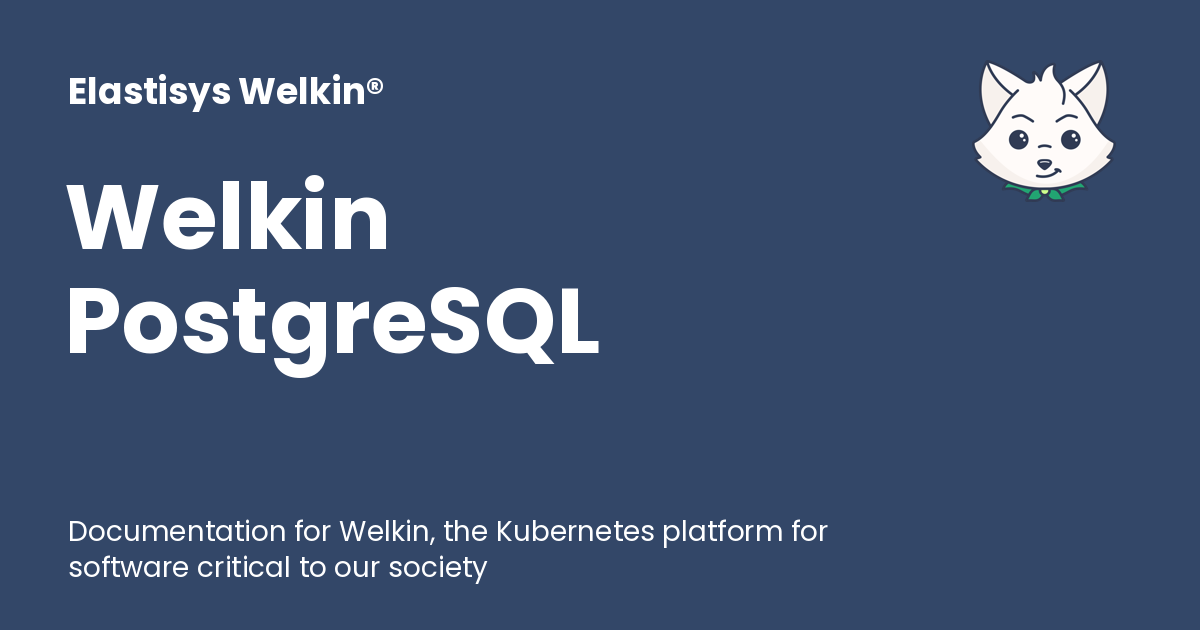 Elastisys Welkin®
Welkin
PostgreSQL
Documentation for Welkin, the Kubernetes platform for
software critical to our society